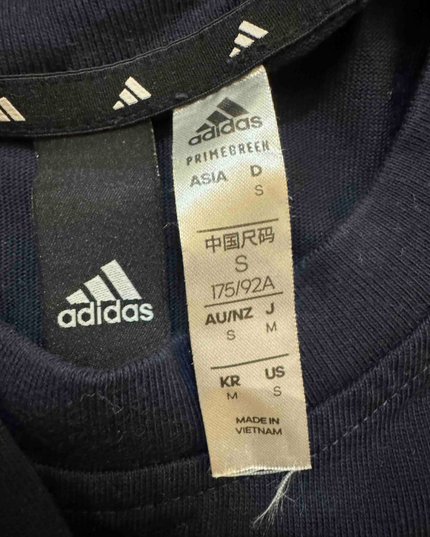 adidas
PRIMEGREEN
ASIA D
S
中国尺码
S
175/92A
AU/NZ J
S M
KR US
M S
MADE IN
VIETNAM
adidas